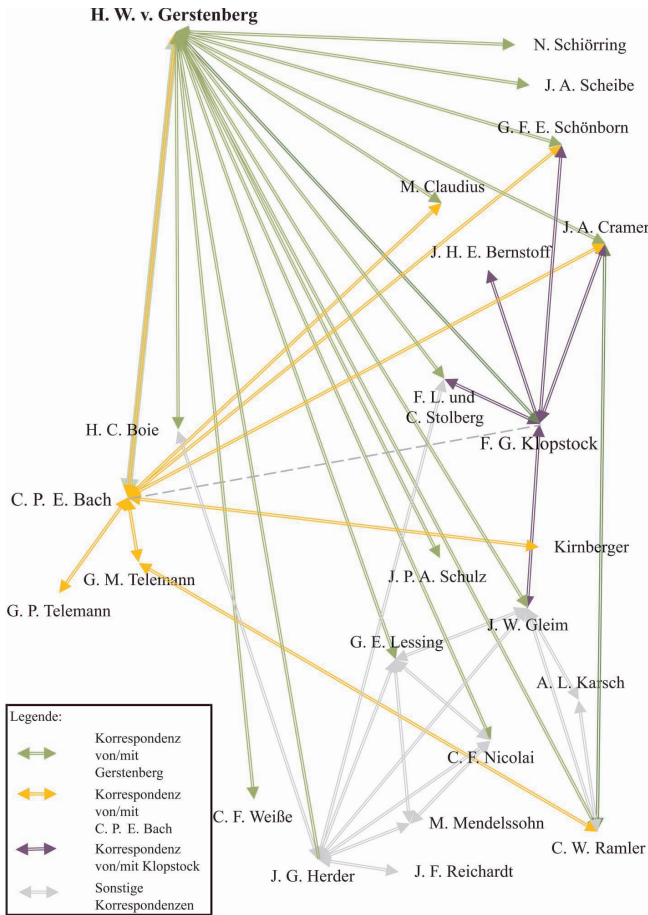 H. W. v. Gerstenberg
N. Schiörring
J. A. Scheibe
G. F. E. Schönborn
M. Claudius
J. A. Cramer
J. H. E. Bernstoff
F. L. und
C. Stolberg
H. C. Boie
F. G. Klopstock
C. P. E. Bach
Kirnberger
J. P. A. Schulz
G. M. Telemann
G. P. Telemann
J. W. Gleim
G. E. Lessing
A. L. Karsch
C. F. Nicolai
C. F. Weiße
M. Mendelssohn
C. W. Ramler
J. G. Herder
J. F. Reichardt
Legende:
Korrespondenz
von/mit
Gerstenberg
Korrespondenz
von/mit
C. P. E. Bach
Korrespondenz
von/mit Klopstock
Sonstige
Korrespondenzen